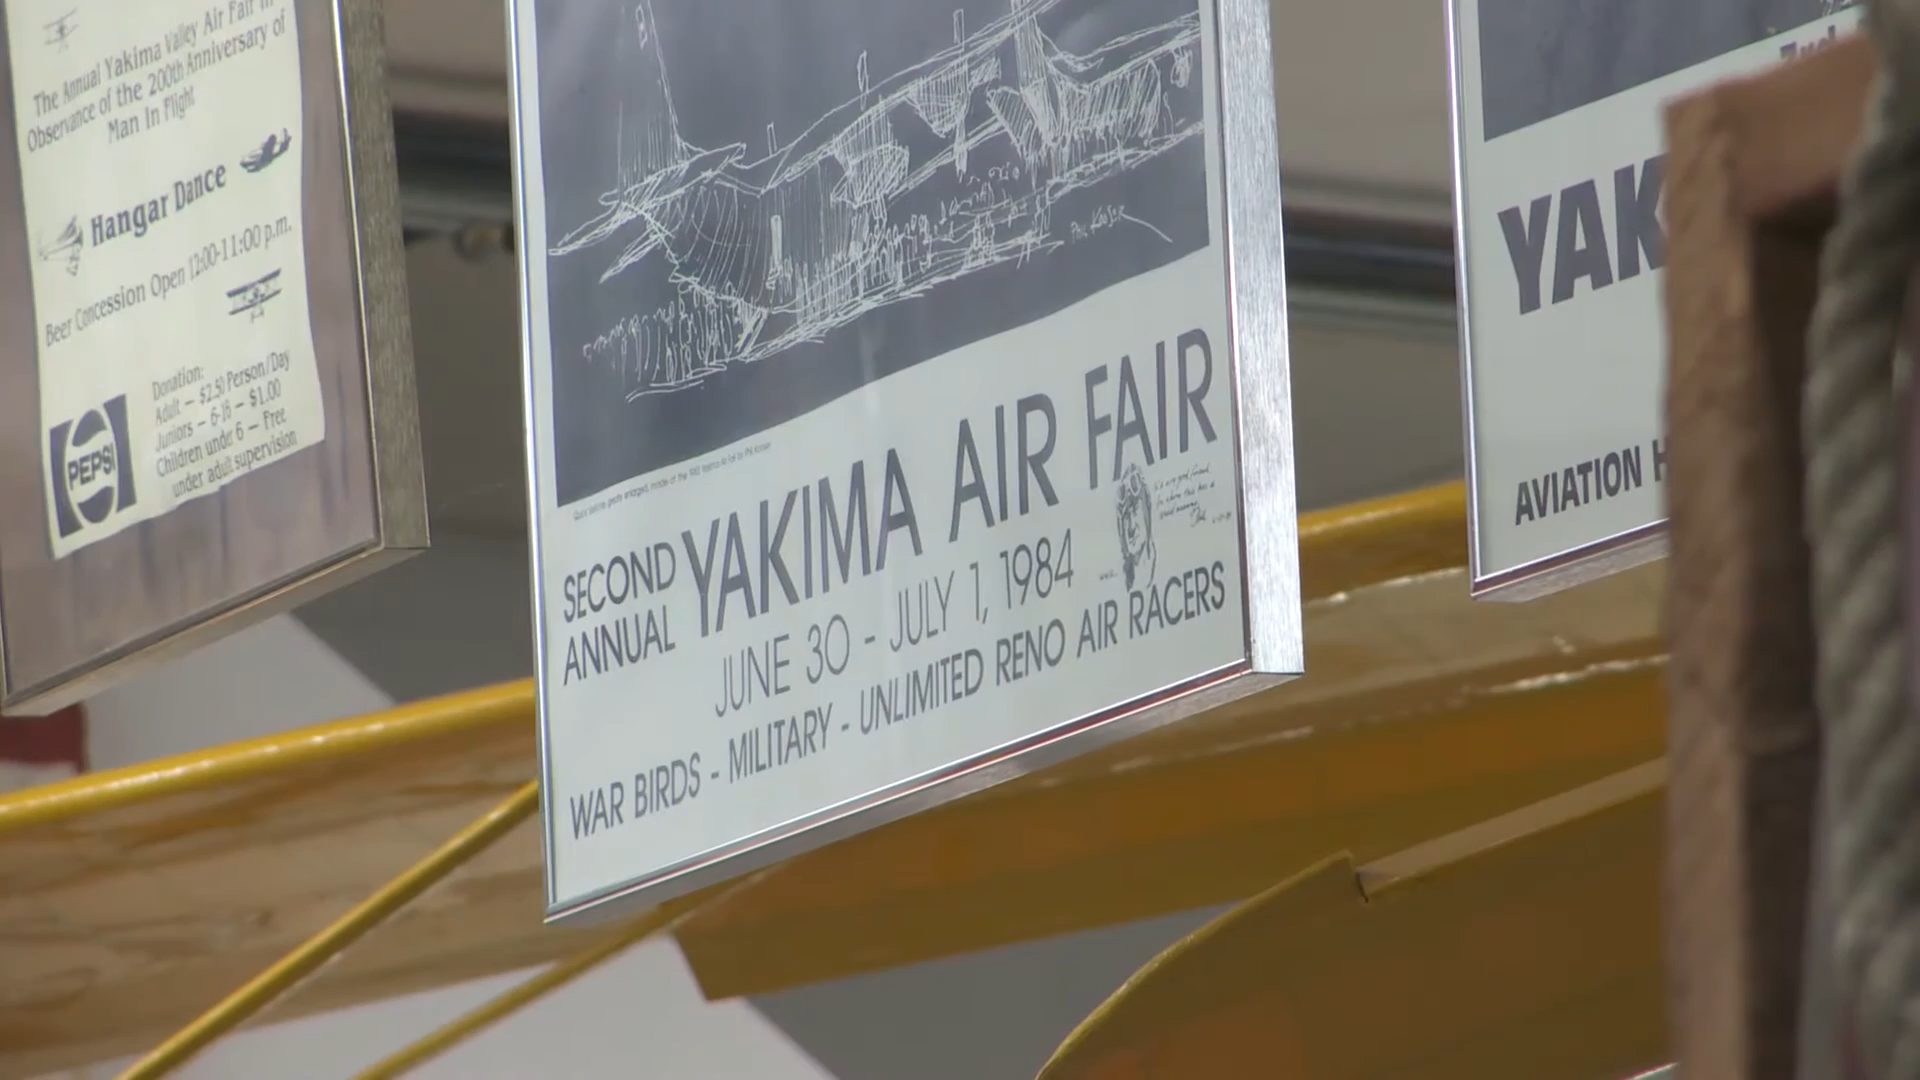 The Annual Yakima Valley Air Fair in
Observance of the 200th Anniversary of
Man In Flight
Hangar Dance
Beer Concession Open 12:00-11:00 p.m.
PEPSI
Donation:
Adult — $2.50 Person/Day
Juniors — 6-16 — $1.00
Children under 6 — Free
under adult supervision
PHIL KOOSER
SECOND
ANNUAL
YAKIMA AIR FAIR
JUNE 30 - JULY 1, 1984
WAR BIRDS - MILITARY - UNLIMITED RENO AIR RACERS
YAK
AVIATION H